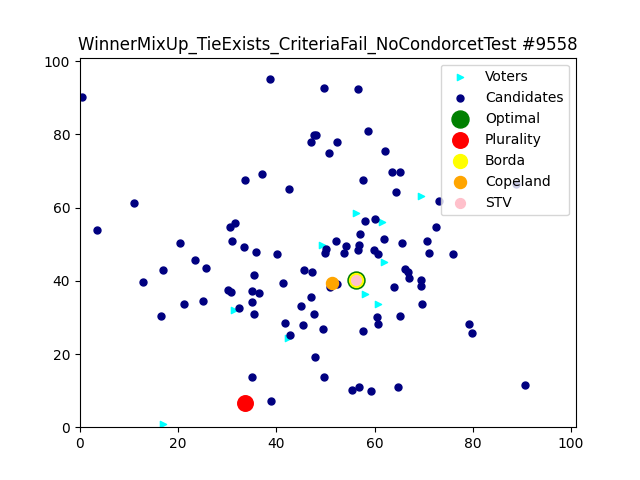 WinnerMixUp_TieExists_CriteriaFail_NoCondorcetTest #9558
100
80
60
40
20
0
0
20
40
60
80
100
Voters
Candidates
Optimal
Plurality
Borda
Copeland
STV